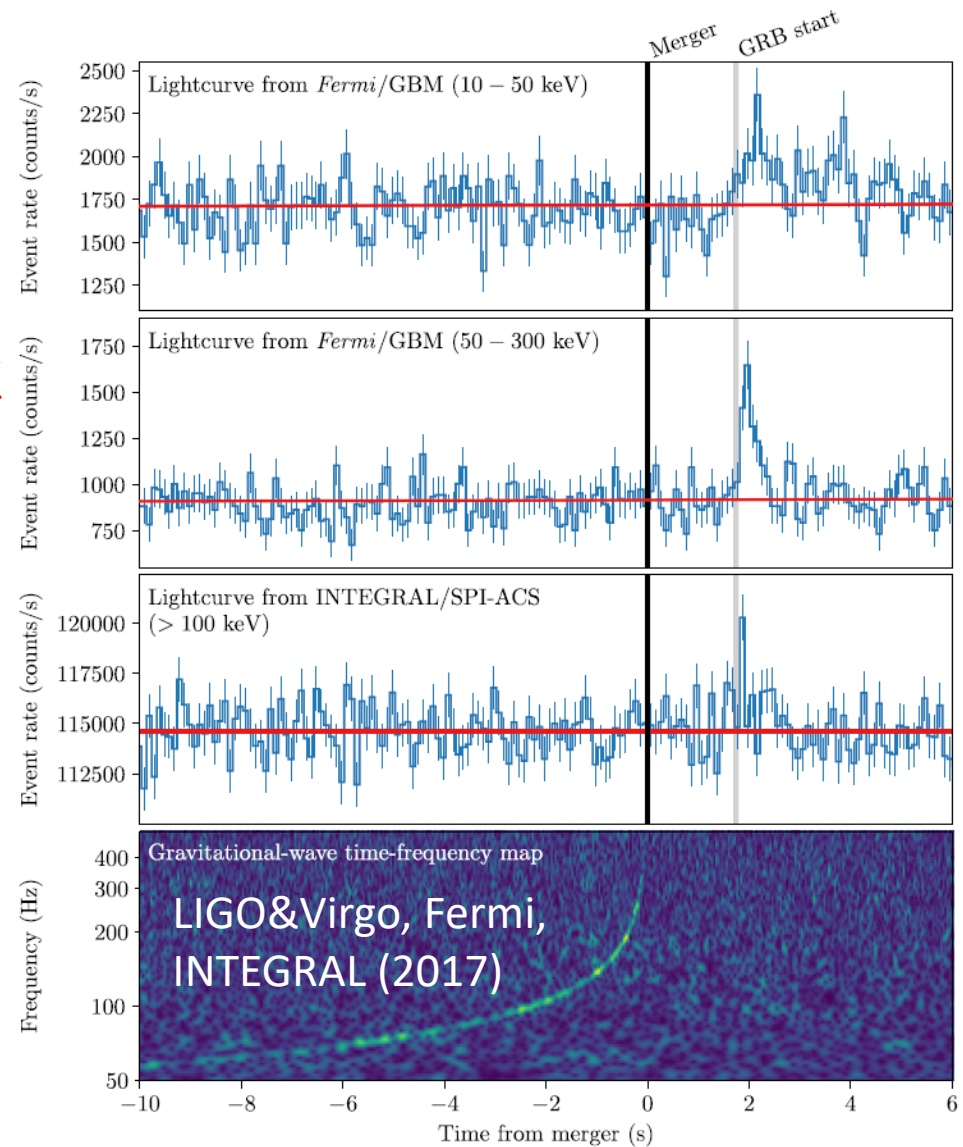 Merger
GRB start
Lightcurve from Fermi/GBM (10 − 50 keV)
Event rate (counts/s)
2500
2250
2000
1750
1500
1250
Lightcurve from Fermi/GBM (50 − 300 keV)
Event rate (counts/s)
1750
1500
1250
1000
750
Lightcurve from INTEGRAL/SPI-ACS
(> 100 keV)
Event rate (counts/s)
120000
117500
115000
112500
Gravitational-wave time-frequency map
LIGO&Virgo, Fermi,
INTEGRAL (2017)
Frequency (Hz)
400
300
200
100
50
−10 −8 −6 −4 −2 0 2 4 6
Time from merger (s)